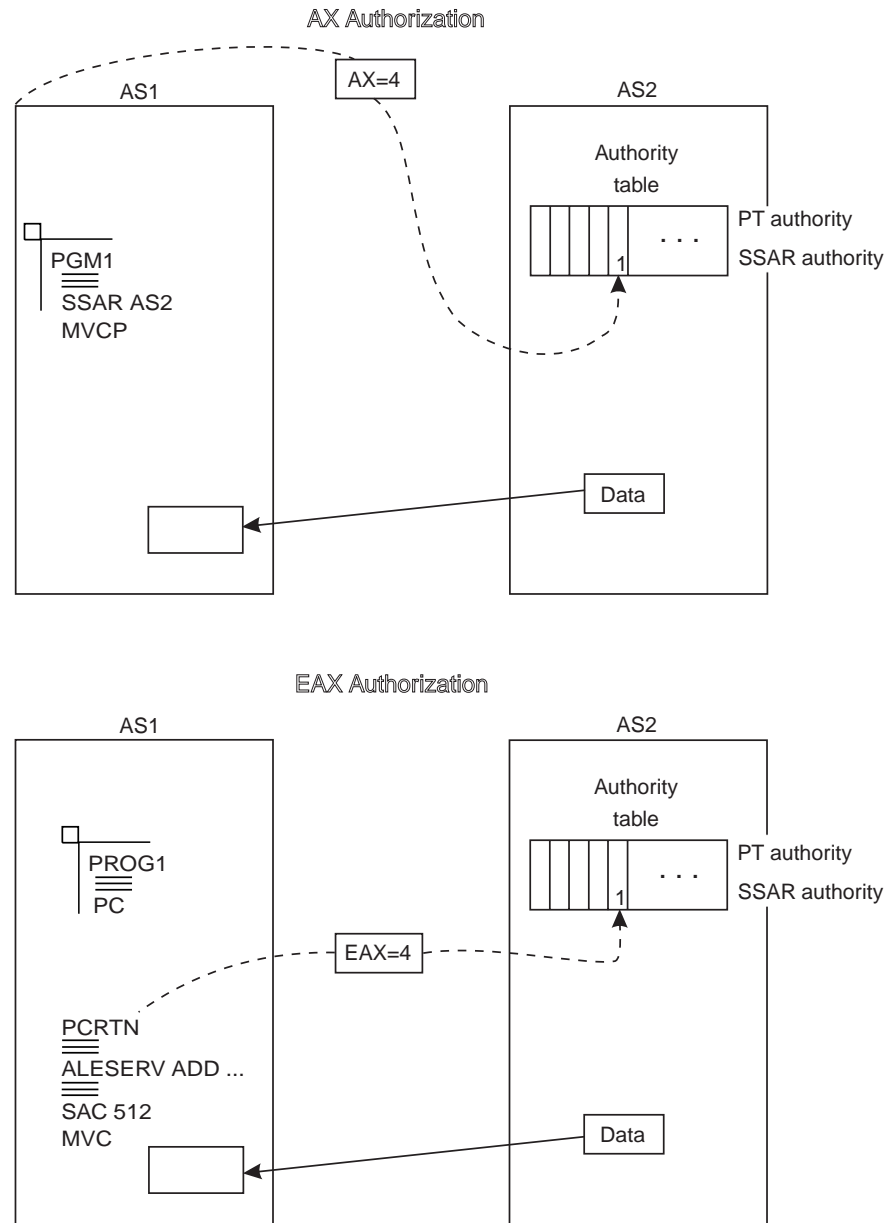 AX Authorization
AX=4
AS1
AS2
Authority
table
PT authority
. . .
SSAR authority
1
PGM1
SSAR AS2
MVCP
Data
EAX Authorization
AS1
AS2
Authority
table
PT authority
. . .
SSAR authority
1
PROG1
PC
EAX=4
PCRTN
ALESERV ADD ...
SAC 512
MVC
Data